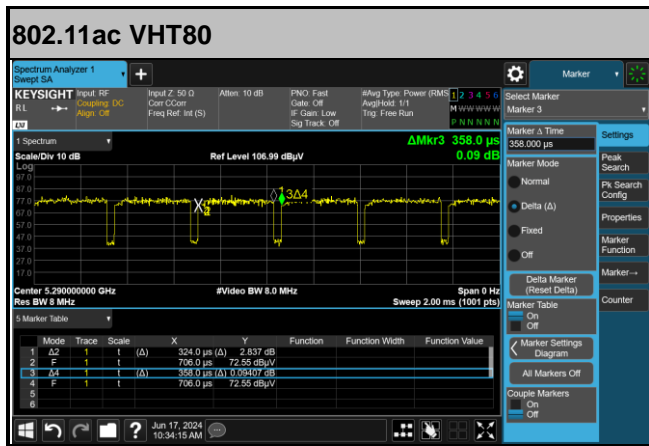 802.11ac VHT80
Spectrum Analyzer 1
Swept SA
Marker
KEYSIGHT
RL
Input: RF
Coupling: DC
Align: Off
Input Z: 50 Ω
Corr CCorr
Freq Ref: Int (S)
Atten: 10 dB
PNO: Fast
Gate: Off
IF Gain: Low
Sig Track: Off
#Avg Type: Power (RMS
Avg|Hold: 1/1
Trig: Free Run
1 2 3 4 5 6
M W W W W W
P N N N N N
Select Marker
Marker 3
Marker Δ Time
358.000 µs
Marker Mode
Normal
Delta (Δ)
Fixed
Off
Delta Marker
(Reset Delta)
Marker Table
On
Off
Marker Settings
Diagram
All Markers Off
Couple Markers
On
Off
Settings
Peak
Search
Pk Search
Config
Properties
Marker
Function
Marker→
Counter
1 Spectrum
ΔMkr3 358.0 µs
Scale/Div 10 dB
Ref Level 106.99 dBµV
0.09 dB
Log
97.0
87.0
77.0
67.0
57.0
47.0
37.0
27.0
17.0
3Δ4
Center 5.290000000 GHz
#Video BW 8.0 MHz
Span 0 Hz
Res BW 8 MHz
Sweep 2.00 ms (1001 pts)
5 Marker Table
Mode Trace Scale X Y Function Function Width Function Value
1 Δ2 1 t (Δ) 324.0 µs (Δ) 2.837 dB
2 F 1 t 706.0 µs 72.55 dBµV
3 Δ4 1 t (Δ) 358.0 µs (Δ) 0.09407 dB
4 F 1 t 706.0 µs 72.55 dBµV
5
6
Jun 17, 2024
10:34:15 AM